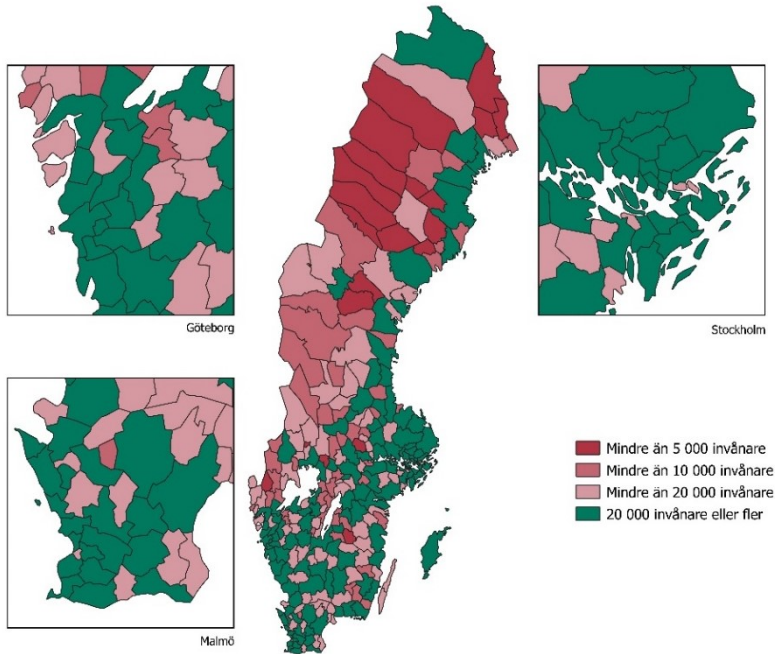 Göteborg
Stockholm
Malmö
Mindre än 5 000 invånare
Mindre än 10 000 invånare
Mindre än 20 000 invånare
20 000 invånare eller fler